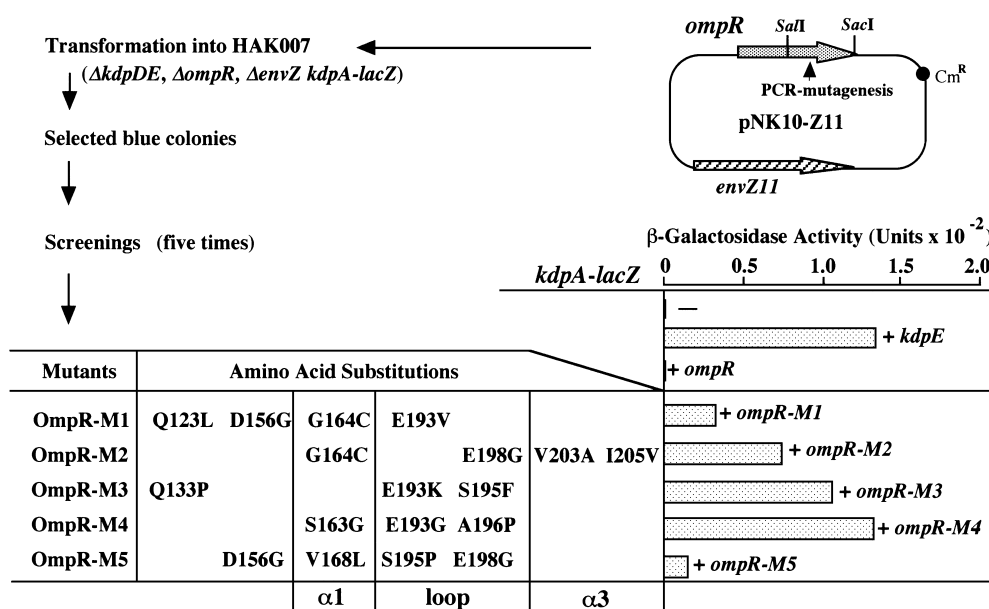 Transformation into HAK007
(ΔkdpDE, ΔompR, ΔenvZ kdpA-lacZ)
Selected blue colonies
Screenings (five times)
ompR SalI SacI
CmR
PCR-mutagenesis
pNK10-Z11
envZ11
β-Galactosidase Activity (Units x 10-2)
0 0.5 1.0 1.5 2.0
kdpA-lacZ
—
+ kdpE
+ ompR
Mutants Amino Acid Substitutions
OmpR-M1 Q123L D156G G164C E193V + ompR-M1
OmpR-M2 G164C E198G V203A I205V + ompR-M2
OmpR-M3 Q133P E193K S195F + ompR-M3
OmpR-M4 S163G E193G A196P + ompR-M4
OmpR-M5 D156G V168L S195P E198G + ompR-M5
α1 loop α3